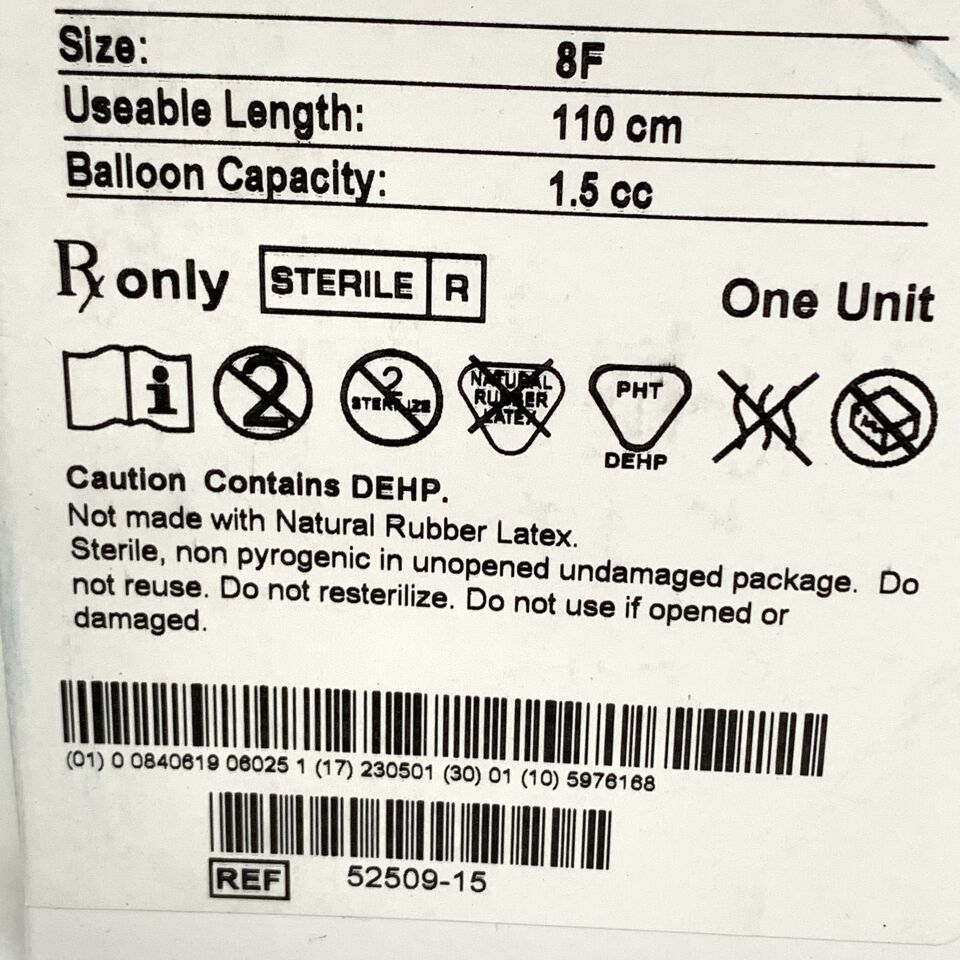 Size: 8F
Useable Length: 110 cm
Balloon Capacity: 1.5 cc
Rx only STERILE R One Unit
i 2 2 STERILIZE NATURAL RUBBER LATEX PHT DEHP
Caution Contains DEHP.
Not made with Natural Rubber Latex.
Sterile, non pyrogenic in unopened undamaged package. Do
not reuse. Do not resterilize. Do not use if opened or
damaged.
(01) 0 0840619 06025 1 (17) 230501 (30) 01 (10) 5976168
REF 52509-15